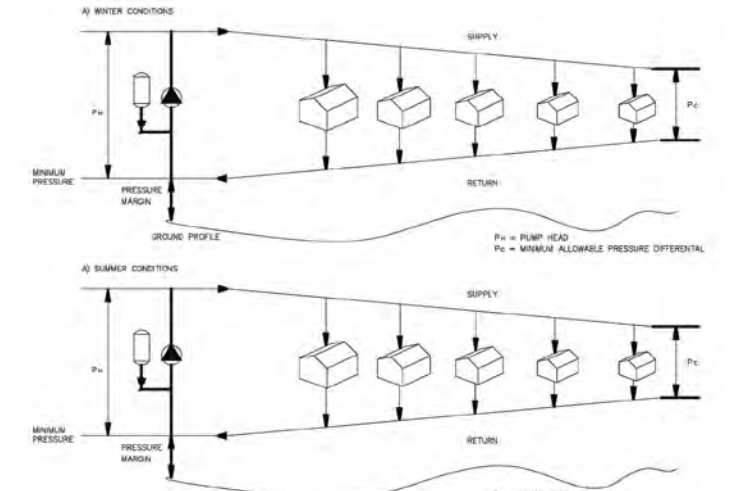 A) WINTER CONDITIONS
SUPPLY
PH
PC
MINIMUM
PRESSURE
PRESSURE
MARGIN
RETURN
GROUND PROFILE
PH = PUMP HEAD
PC = MINIMUM ALLOWABLE PRESSURE DIFFERENTAL
A) SUMMER CONDITIONS
SUPPLY
PH
PC
MINIMUM
PRESSURE
PRESSURE
MARGIN
RETURN